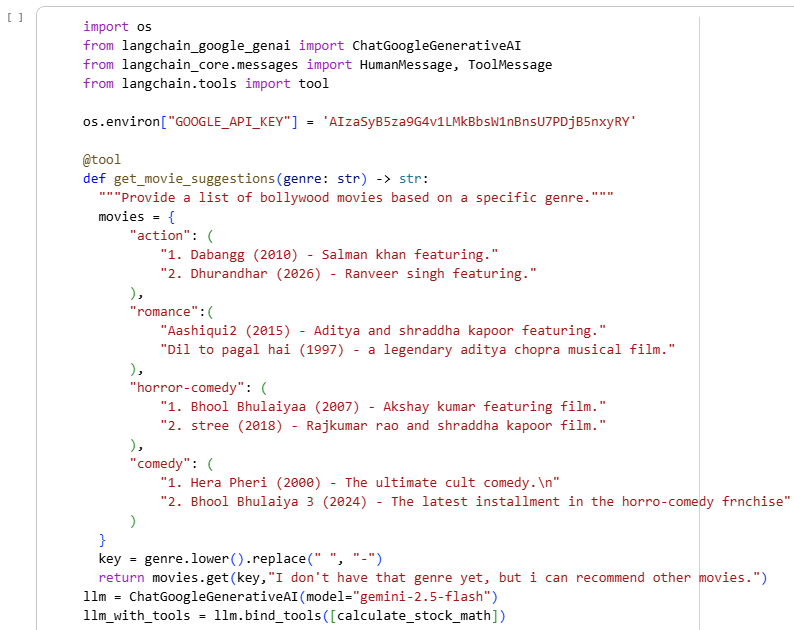 [ ]
import os
from langchain_google_genai import ChatGoogleGenerativeAI
from langchain_core.messages import HumanMessage, ToolMessage
from langchain.tools import tool
os.environ["GOOGLE_API_KEY"] = 'AIzaSyB5za9G4v1LMkBbsW1nBnsU7PDjB5nxyRY'
@tool
def get_movie_suggestions(genre: str) -> str:
"""Provide a list of bollywood movies based on a specific genre."""
movies = {
"action": (
"1. Dabangg (2010) - Salman khan featuring."
"2. Dhurandhar (2026) - Ranveer singh featuring."
),
"romance":(
"Aashiqui2 (2015) - Aditya and shraddha kapoor featuring."
"Dil to pagal hai (1997) - a legendary aditya chopra musical film."
),
"horror-comedy": (
"1. Bhool Bhulaiyaa (2007) - Akshay kumar featuring film."
"2. stree (2018) - Rajkumar rao and shraddha kapoor film."
),
"comedy": (
"1. Hera Pheri (2000) - The ultimate cult comedy.\n"
"2. Bhool Bhulaiya 3 (2024) - The latest installment in the horro-comedy frnchise"
)
}
key = genre.lower().replace(" ", "-")
return movies.get(key,"I don't have that genre yet, but i can recommend other movies.")
llm = ChatGoogleGenerativeAI(model="gemini-2.5-flash")
llm_with_tools = llm.bind_tools([calculate_stock_math])